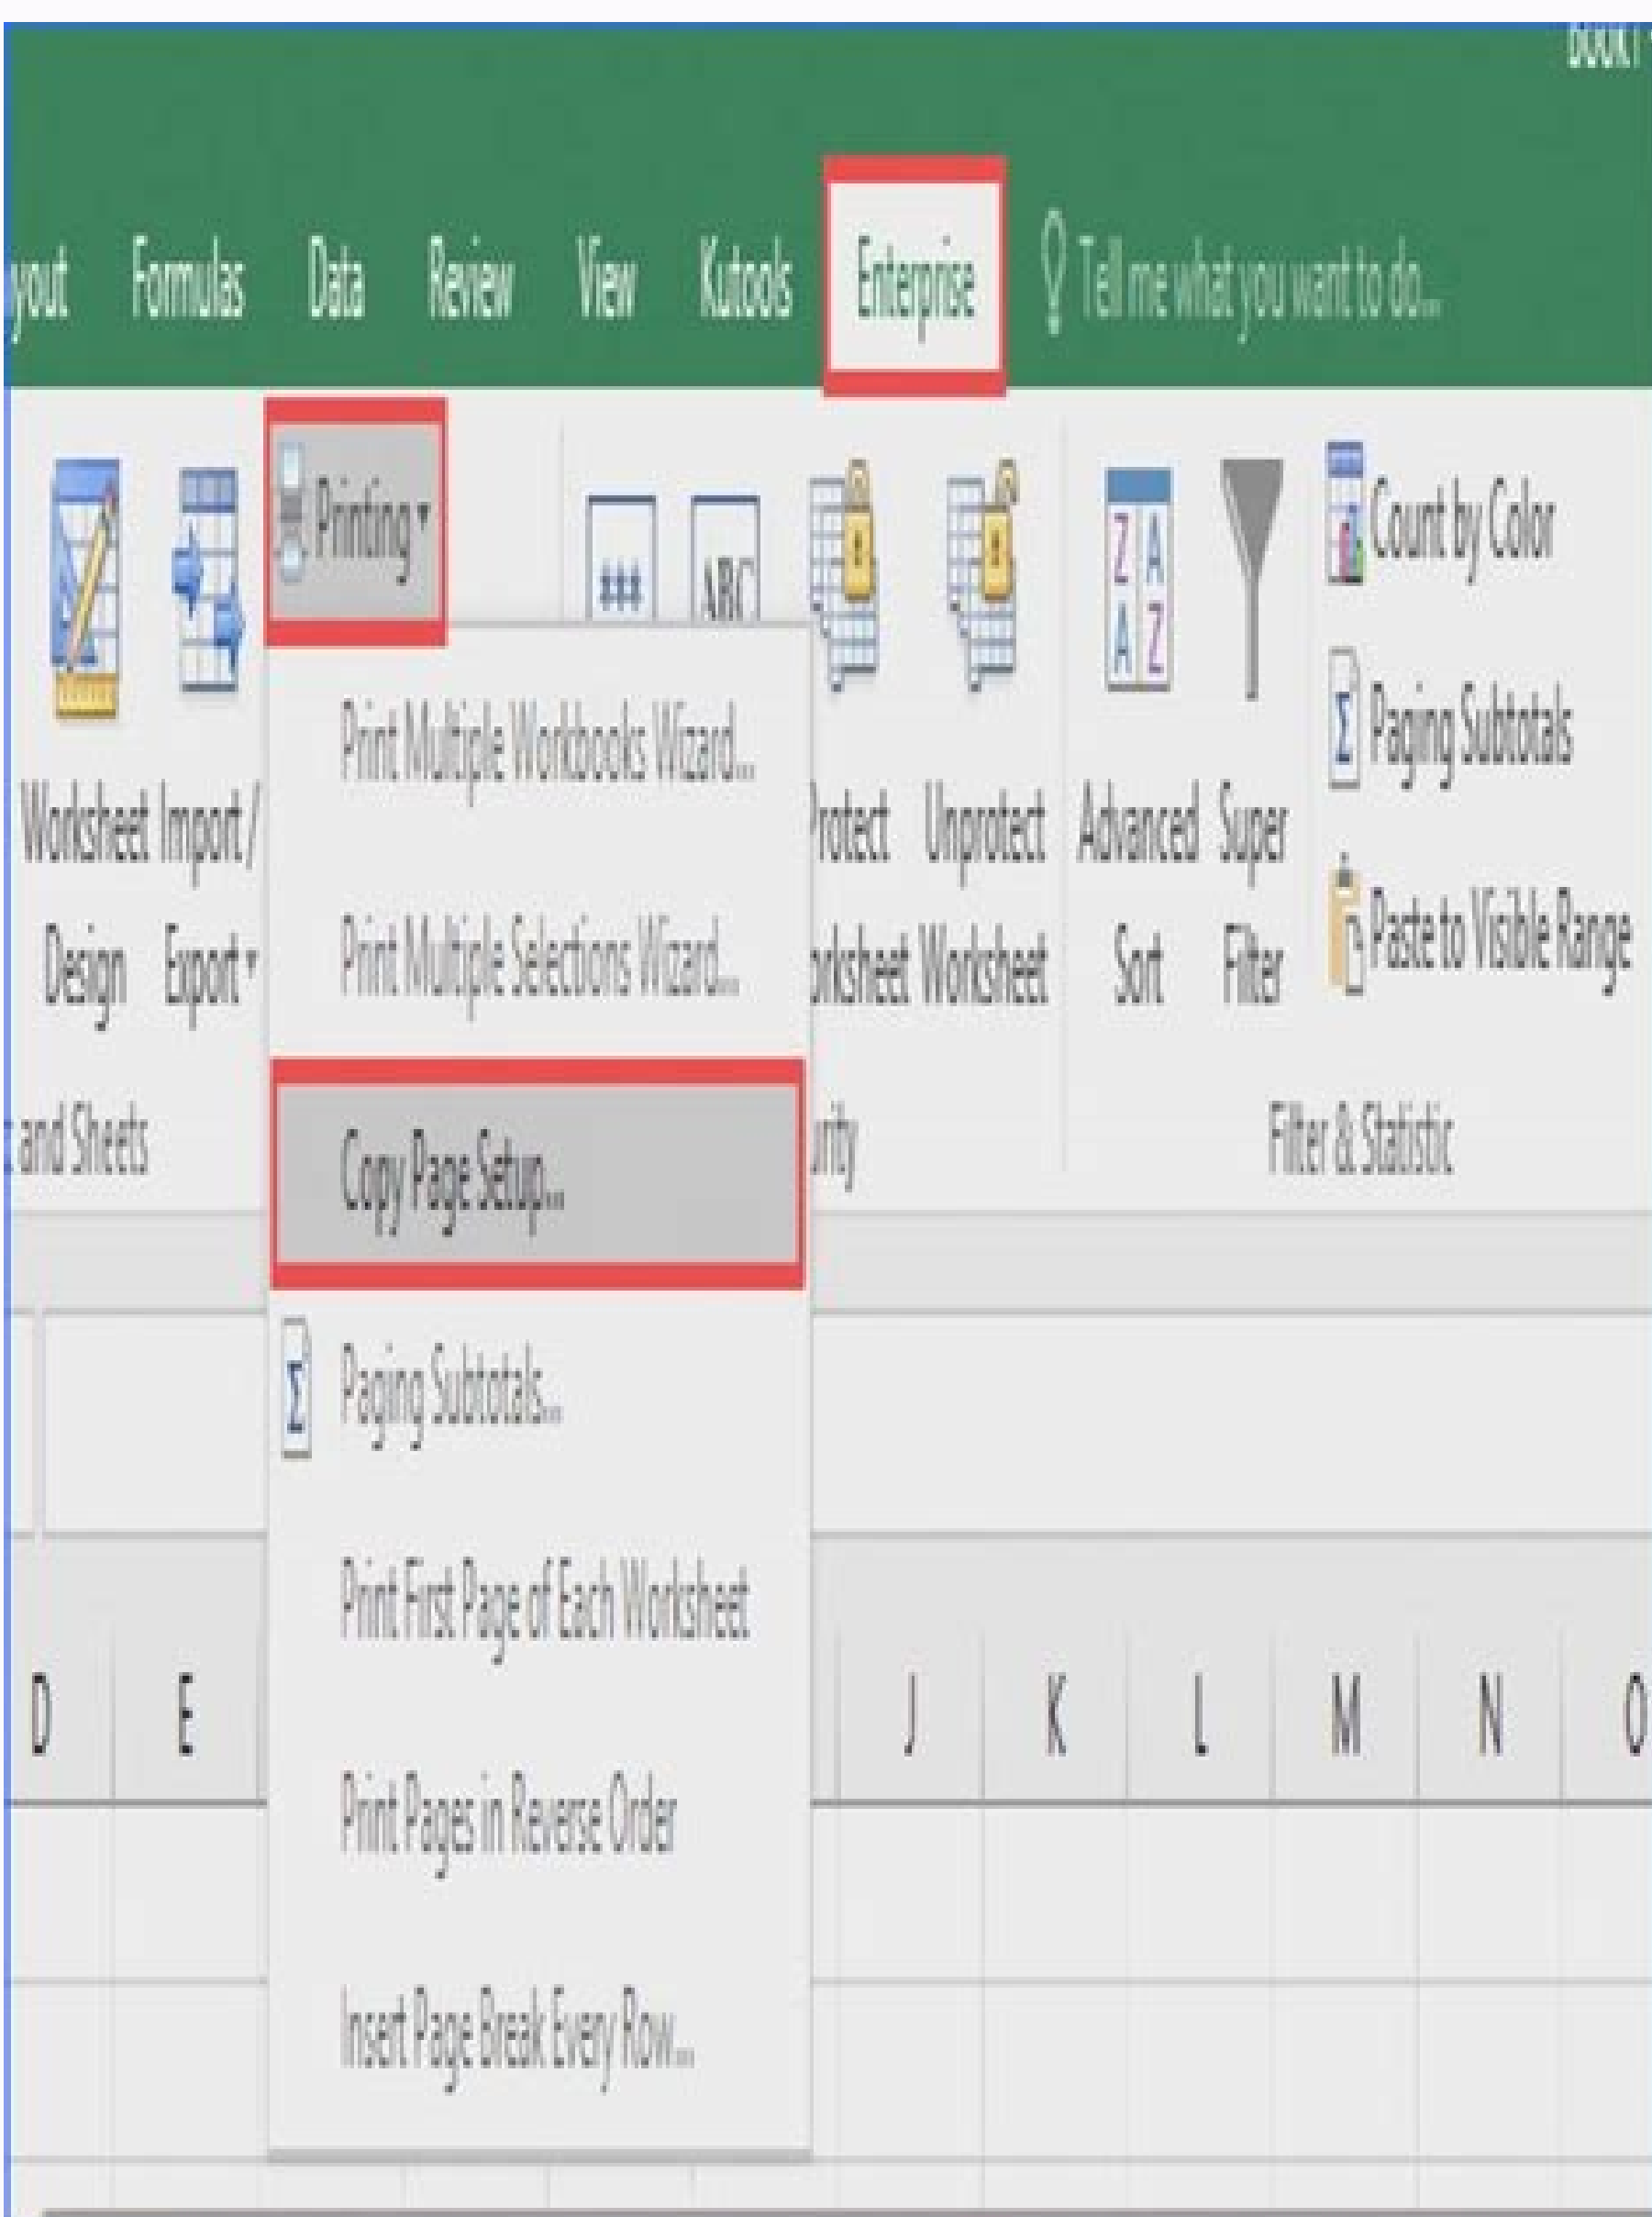 Book1
yout Formulas Data Review View Kutools Enterprise Tell me what you want to do...
Printing
Count by Color
ABC
Z A
A Z
Paging Subtotals
Print Multiple Workbooks Wizard...
Worksheet Import/ Protect Unprotect Advanced Super
Paste to Visible Range
Print Multiple Selections Wizard...
Design Export orksheet Worksheet Sort Filter
and Sheets urity Filter & Statistic
Copy Page Setup...
Σ Paging Subtotals...
Print First Page of Each Worksheet
D E J K L M N O
Print Pages in Reverse Order
Insert Page Break Every Row...